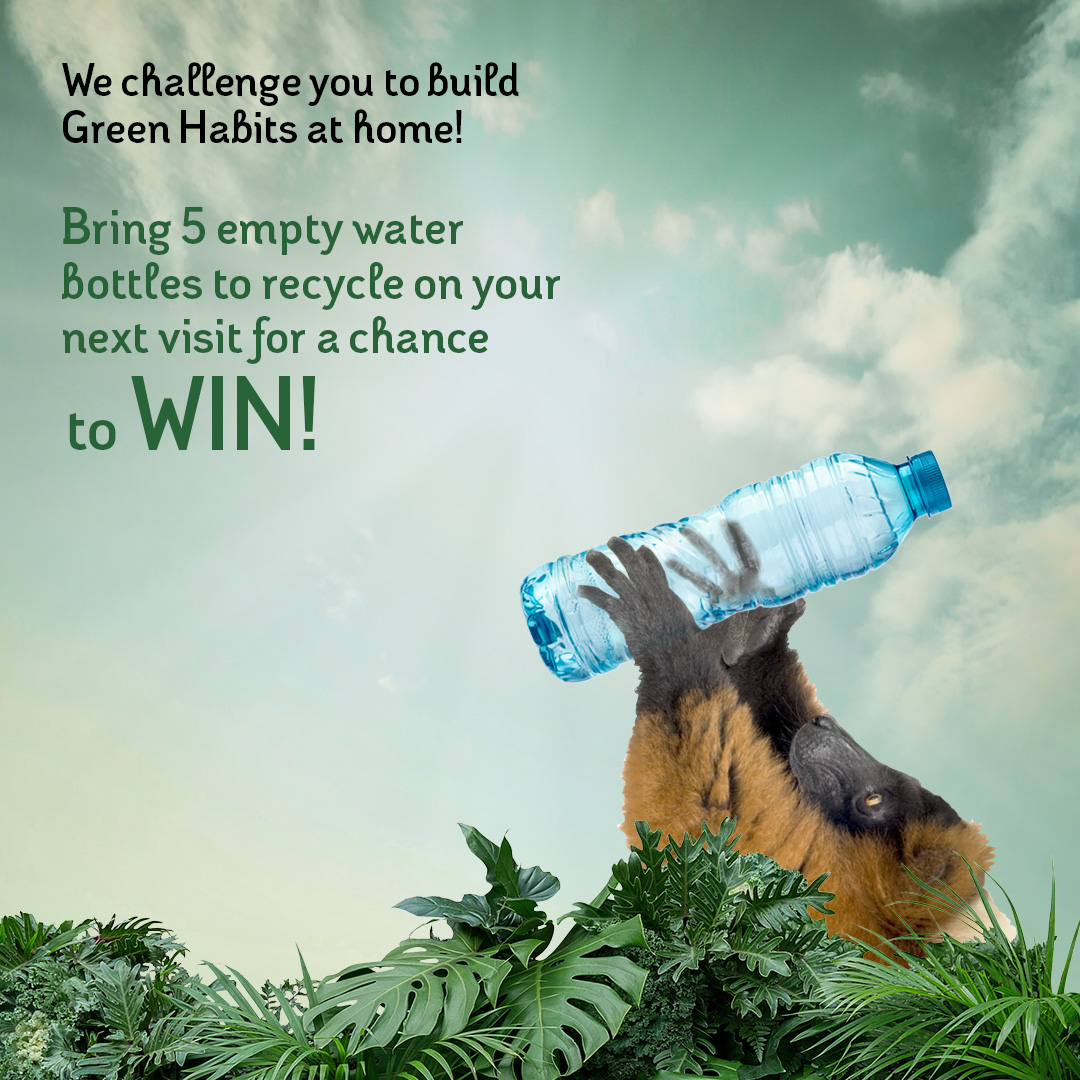 We challenge you to build
Green Habits at home!
Bring 5 empty water
bottles to recycle on your
next visit for a chance
to WIN!